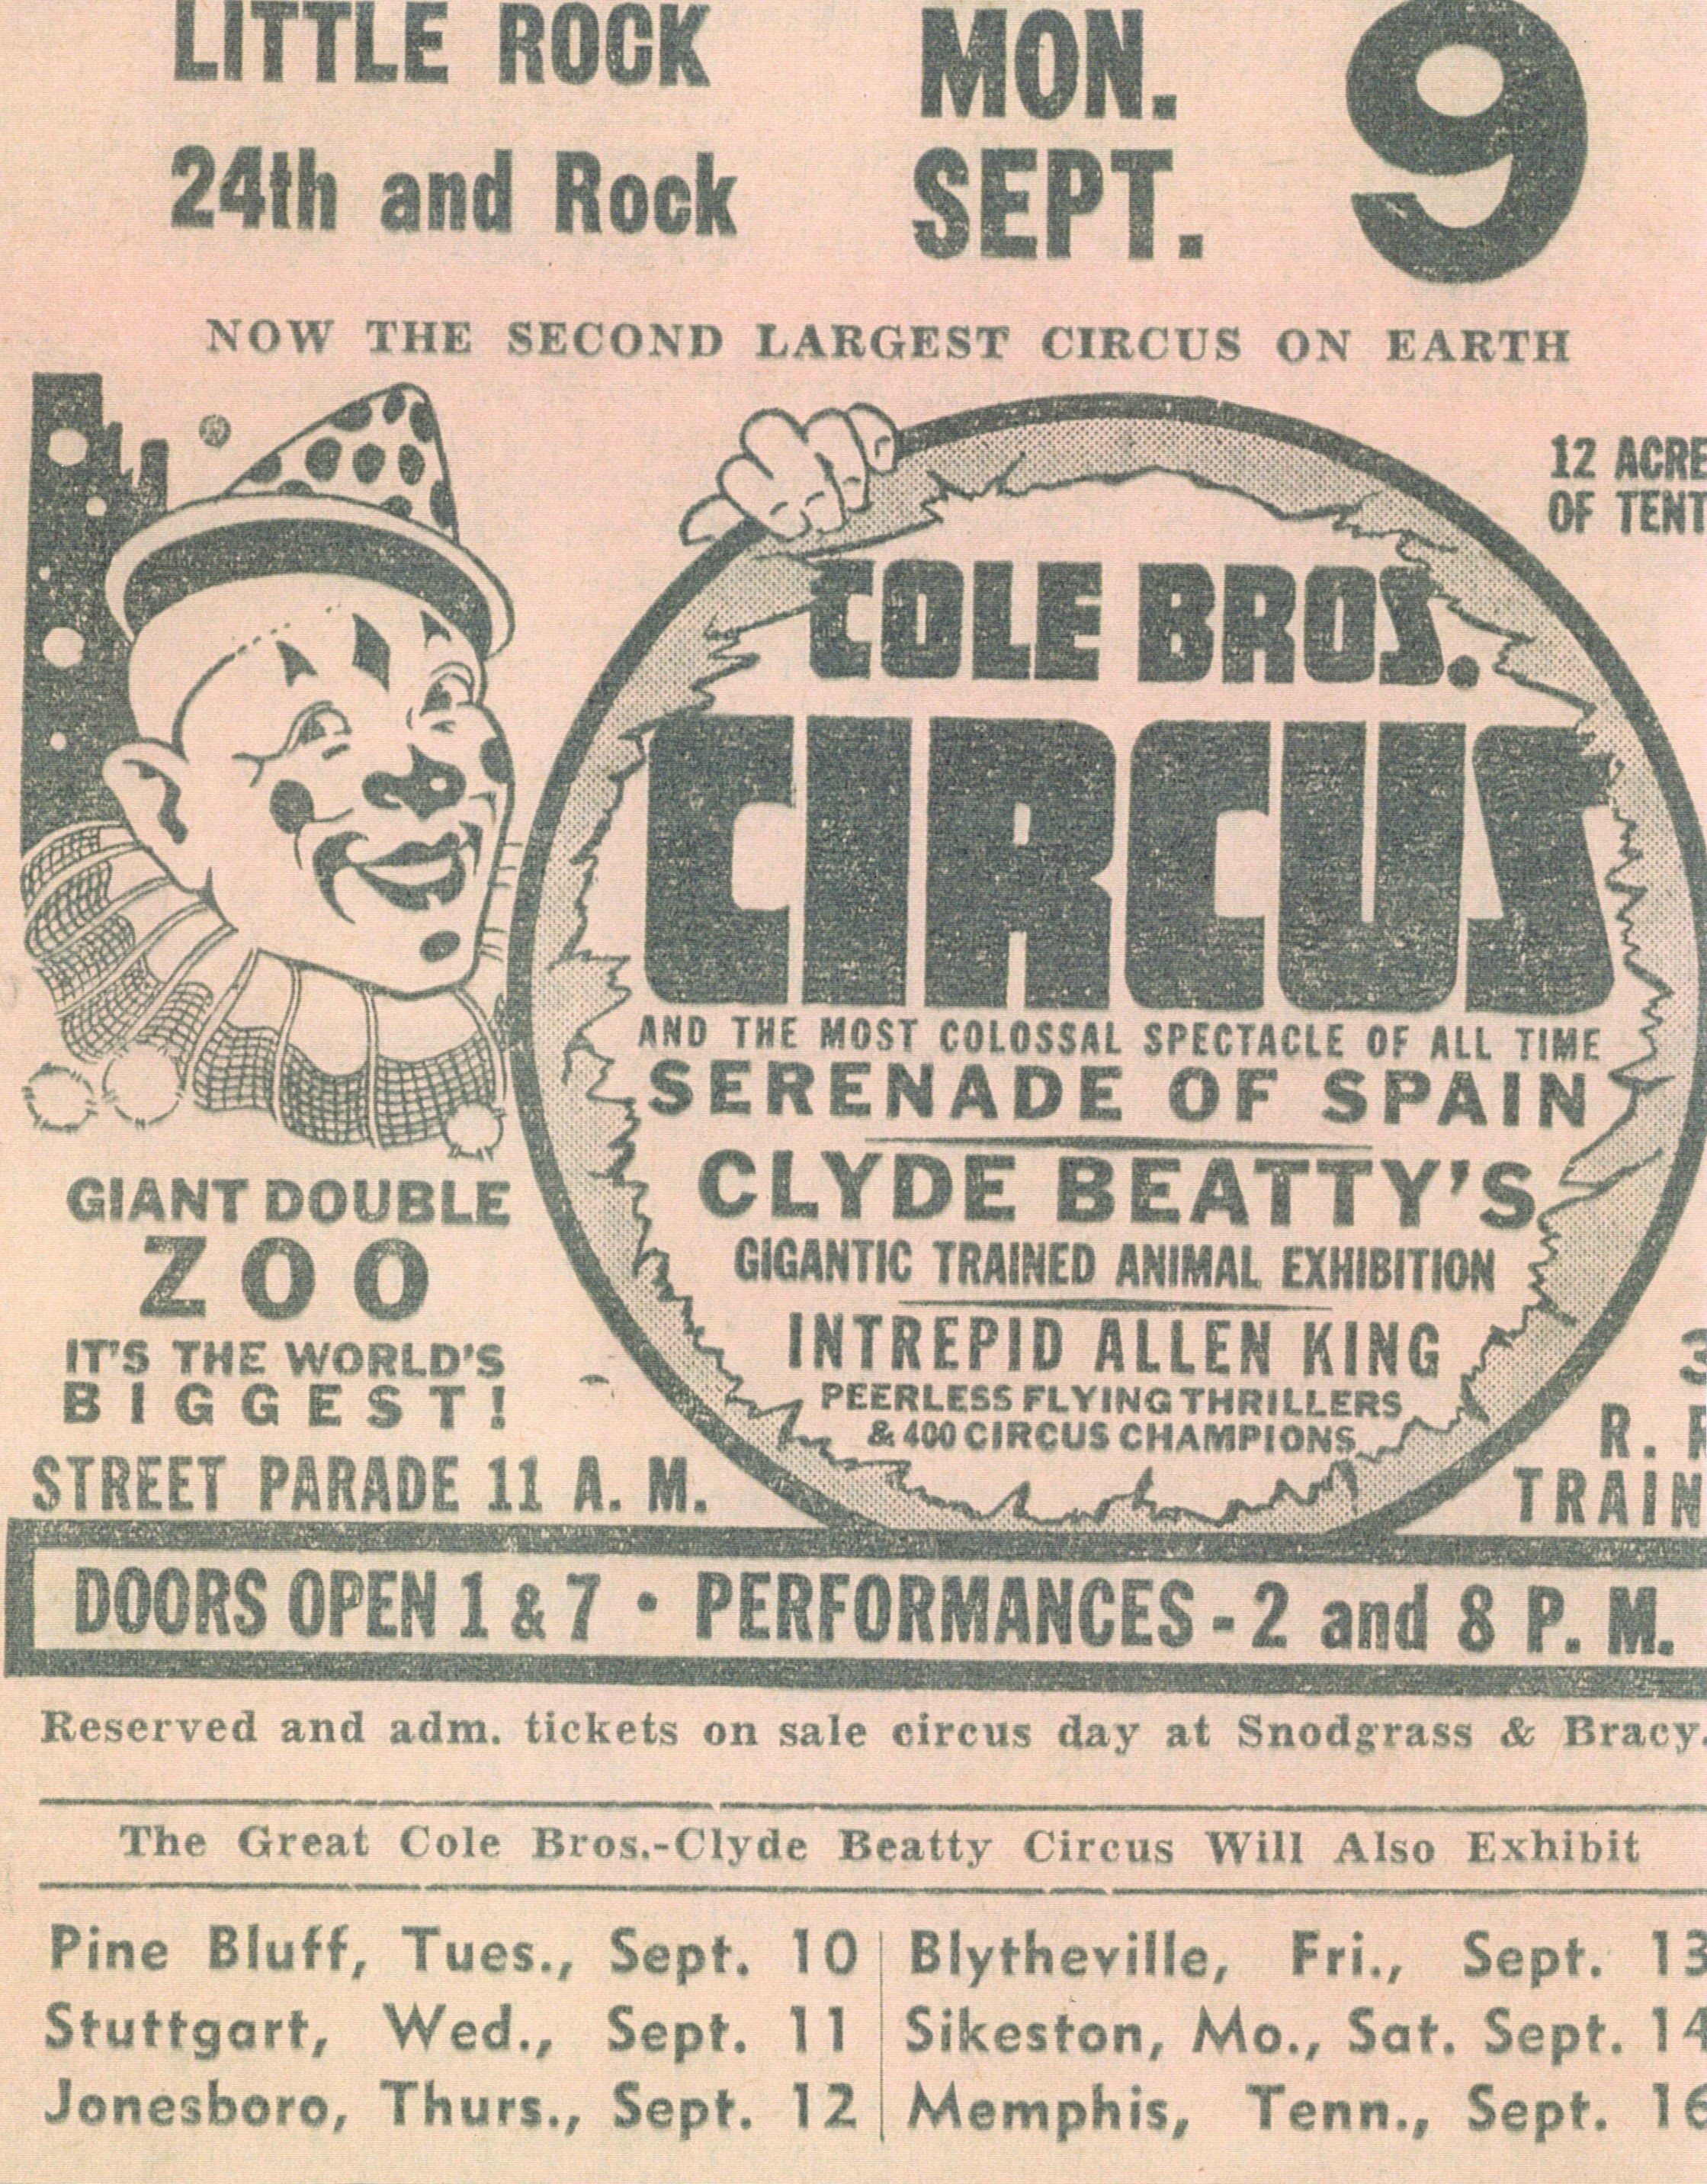 LITTLE ROCK
24th and Rock
MON.
SEPT.
9
NOW THE SECOND LARGEST CIRCUS ON EARTH
12 ACRE
OF TENT
COLE BROS.
CIRCUS
AND THE MOST COLOSSAL SPECTACLE OF ALL TIME
SERENADE OF SPAIN
CLYDE BEATTY'S
GIGANTIC TRAINED ANIMAL EXHIBITION
INTREPID ALLEN KING
PEERLESS FLYING THRILLERS
& 400 CIRCUS CHAMPIONS
GIANT DOUBLE
ZOO
IT'S THE WORLD'S
BIGGEST!
STREET PARADE 11 A. M.
3
R. R
TRAIN
DOORS OPEN 1 & 7 • PERFORMANCES - 2 and 8 P. M.
Reserved and adm. tickets on sale circus day at Snodgrass & Bracy.
The Great Cole Bros.-Clyde Beatty Circus Will Also Exhibit
Pine Bluff, Tues., Sept. 10
Stuttgart, Wed., Sept. 11
Jonesboro, Thurs., Sept. 12
Blytheville, Fri., Sept. 13
Sikeston, Mo., Sat. Sept. 14
Memphis, Tenn., Sept. 16